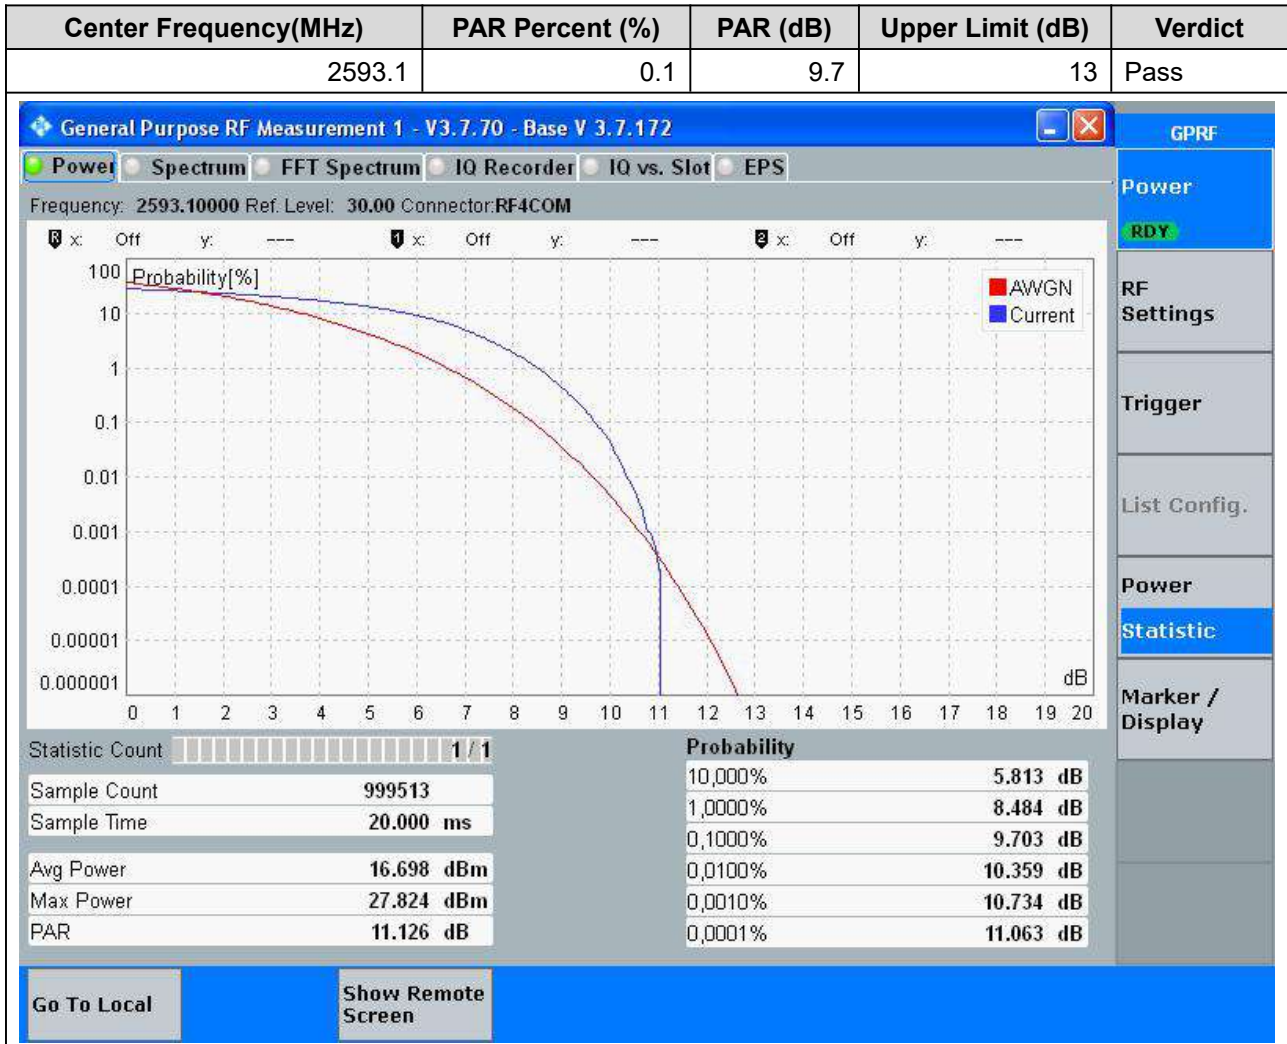 Center Frequency(MHz) PAR Percent (%) PAR (dB) Upper Limit (dB) Verdict
2593.1 0.1 9.7 13 Pass
General Purpose RF Measurement 1 - V3.7.70 - Base V 3.7.172
GPRF
Power Spectrum FFT Spectrum IQ Recorder IQ vs. Slot EPS
Frequency: 2593.10000 Ref. Level: 30.00 Connector:RF4COM
R x: Off y: --- 1 x: Off y: --- 2 x: Off y: ---
Probability[%]
AWGN
Current
100
10
1
0.1
0.01
0.001
0.0001
0.00001
0.000001
dB
0 1 2 3 4 5 6 7 8 9 10 11 12 13 14 15 16 17 18 19 20
Statistic Count 1 / 1
Sample Count 999513
Sample Time 20.000 ms
Avg Power 16.698 dBm
Max Power 27.824 dBm
PAR 11.126 dB
Probability
10,000% 5.813 dB
1,0000% 8.484 dB
0,1000% 9.703 dB
0,0100% 10.359 dB
0,0010% 10.734 dB
0,0001% 11.063 dB
Power
RDY
RF
Settings
Trigger
List Config.
Power
Statistic
Marker /
Display
Go To Local
Show Remote
Screen